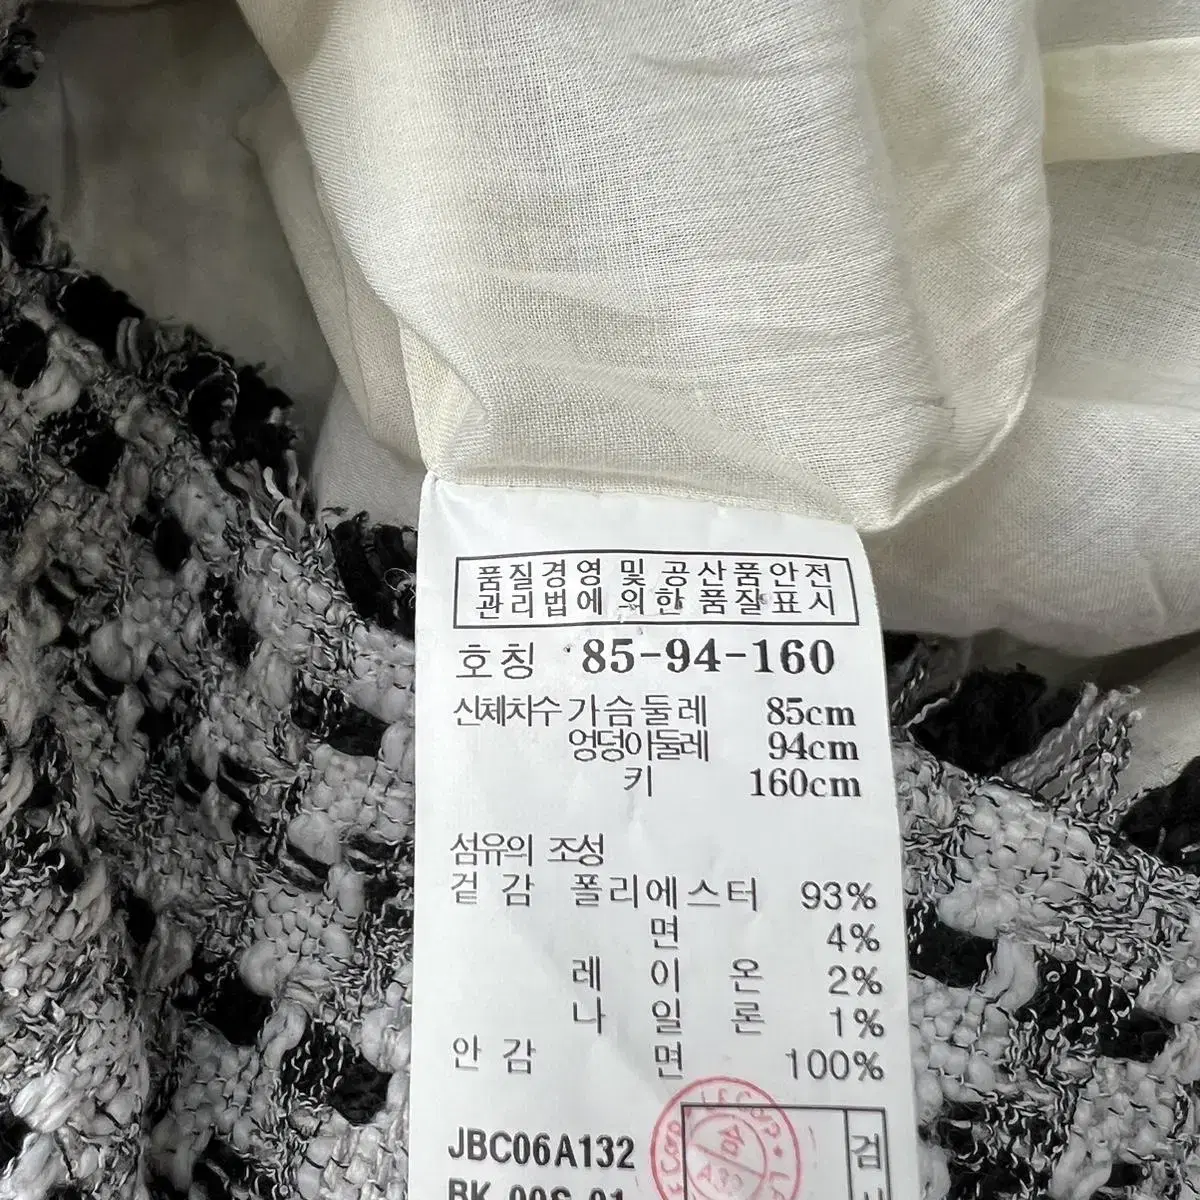 품질경영 및 공산품안전
관리법에 의한 품질표시
호칭 85-94-160
신체치수 가슴둘레 85cm
엉덩이둘레 94cm
키 160cm
섬유의 조성
겉감 폴리에스터 93%
면 4%
레이온 2%
나일론 1%
안감 면 100%
JBC06A132
검